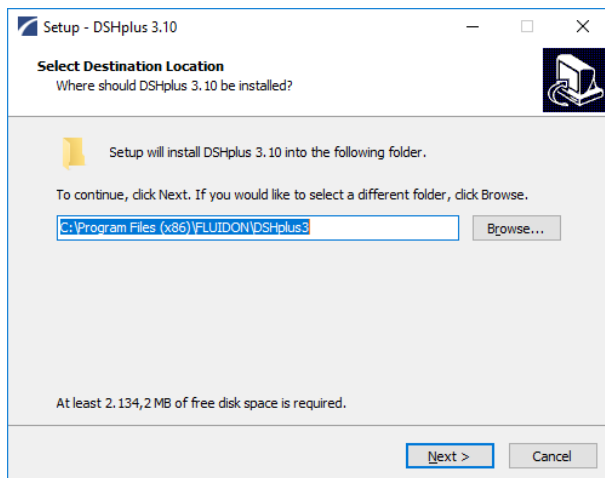 Setup - DSHplus 3.10
Select Destination Location
Where should DSHplus 3.10 be installed?
Setup will install DSHplus 3.10 into the following folder.
To continue, click Next. If you would like to select a different folder, click Browse.
C:\Program Files (x86)\FLUIDON\DSHplus3
Browse...
At least 2.134,2 MB of free disk space is required.
Next >
Cancel